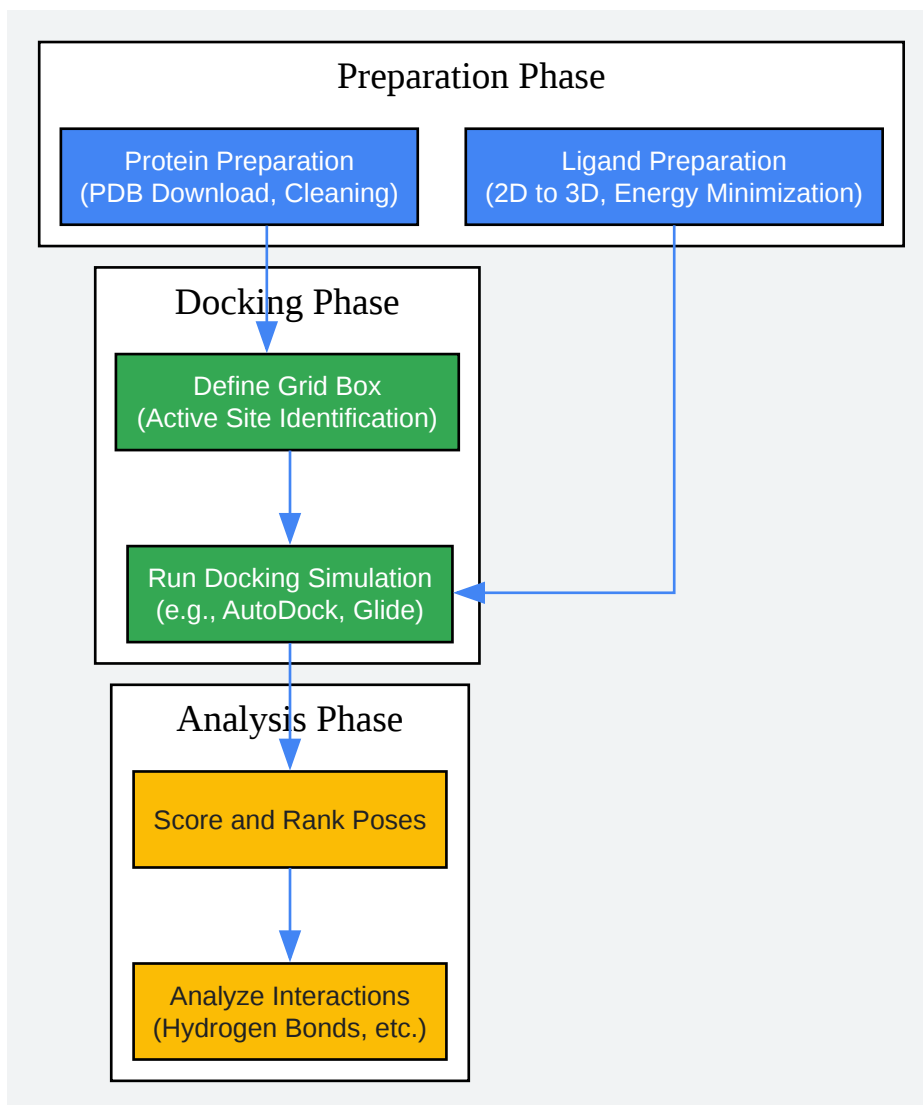 Preparation Phase
Protein Preparation
(PDB Download, Cleaning)
Ligand Preparation
(2D to 3D, Energy Minimization)
Docking Phase
Define Grid Box
(Active Site Identification)
Run Docking Simulation
(e.g., AutoDock, Glide)
Analysis Phase
Score and Rank Poses
Analyze Interactions
(Hydrogen Bonds, etc.)